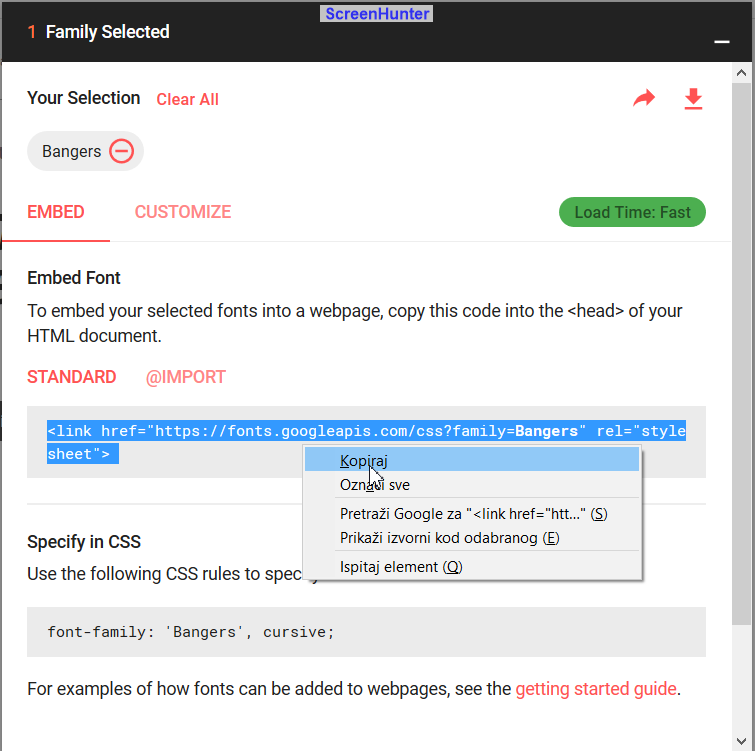 ScreenHunter
1 Family Selected
Your Selection Clear All
Bangers
EMBED CUSTOMIZE Load Time: Fast
Embed Font
To embed your selected fonts into a webpage, copy this code into the <head> of your
HTML document.
STANDARD @IMPORT
<link href="https://fonts.googleapis.com/css?family=Bangers" rel="style
sheet">
Kopiraj
Označi sve
Pretraži Google za "<link href="htt..." (S)
Prikaži izvorni kod odabranog (E)
Ispitaj element (Q)
Specify in CSS
Use the following CSS rules to specify
font-family: 'Bangers', cursive;
For examples of how fonts can be added to webpages, see the getting started guide.